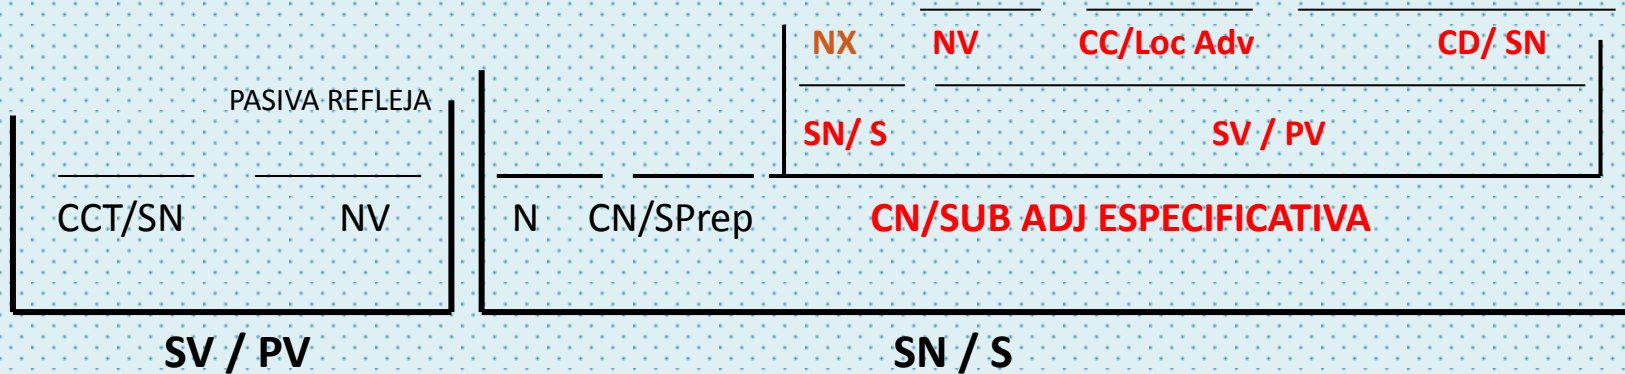 NX NV CC/Loc Adv CD/ SN
PASIVA REFLEJA
SN/ S SV / PV
CCT/SN NV N CN/SPrep CN/SUB ADJ ESPECIFICATIVA
SV / PV SN / S